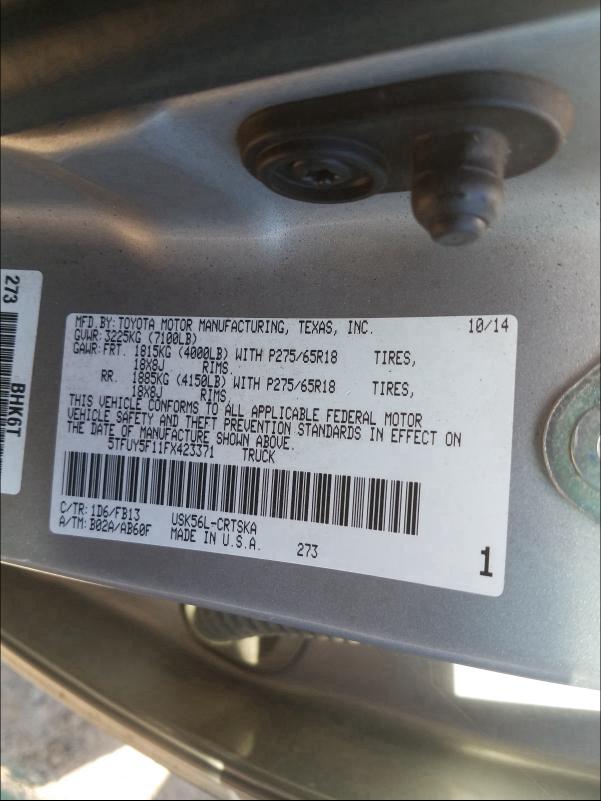 273
BHK6T
MFD.BY:TOYOTA MOTOR MANUFACTURING, TEXAS, INC. 10/14
GVWR:3225KG (7100LB)
GAWR:FRT. 1815KG (4000LB) WITH P275/65R18 TIRES,
18X8J RIMS.
RR. 1885KG (4150LB) WITH P275/65R18 TIRES,
18X8J RIMS.
THIS VEHICLE CONFORMS TO ALL APPLICABLE FEDERAL MOTOR
VEHICLE SAFETY AND THEFT PREVENTION STANDARDS IN EFFECT ON
THE DATE OF MANUFACTURE SHOWN ABOVE.
5TFUY5F11FX423371 TRUCK
C/TR:1D6/FB13 USK56L-CRTSKA
A/TM:B02A/AB60F MADE IN U.S.A. 273
1